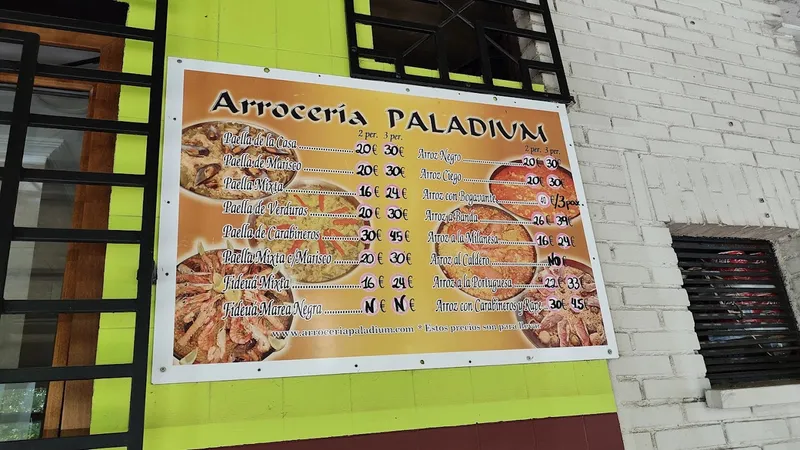 Arrocería PALADIUM
2 per. 3 per.
Paella de la Casa 20€ 30€
Paella de Marisco 20€ 30€
Paella Mixta 16€ 24€
Paella de Verduras 20€ 30€
Paella de Carabineros 30€ 45€
Paella Mixta c/Marisco 20€ 30€
Fideuá Mixta 16€ 24€
Fideuá Marea Negra N€ N€
2 per. 3 per.
Arroz Negro 20€ 30€
Arroz Ciego 20€ 30€
Arroz con Bogavante 40€/3 pax.
Arroz a Banda 26€ 39€
Arroz a la Milanesa 16€ 24€
Arroz al Caldero No€
Arroz a la Portuguesa 22€ 33€
Arroz con Carabineros y Rape 30€ 45€
www.arroceriapaladium.com * Estos precios son para llevar